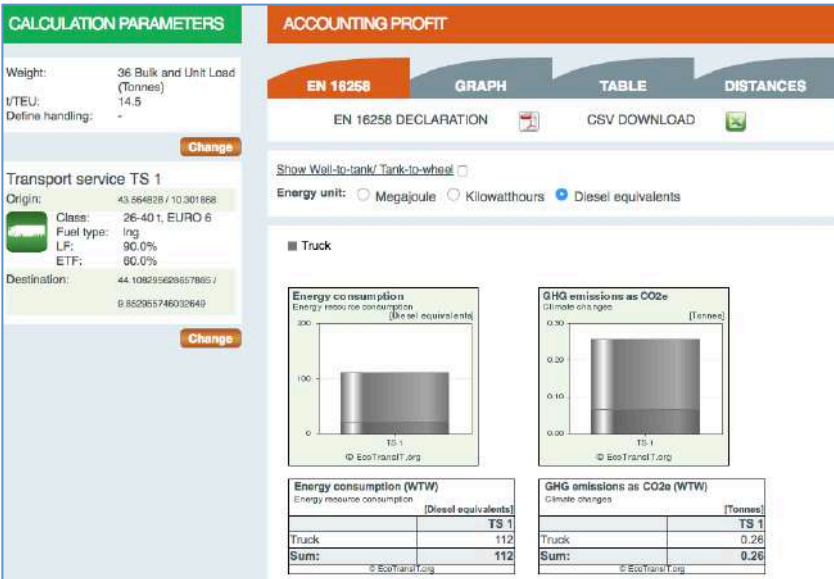 CALCULATION PARAMETERS
Weight: 36 Bulk and Unit Load
(Tonnes)
t/TEU: 14.5
Define handling: -
Change
Transport service TS 1
Origin: 43.564828 / 10.301868
Class: 26-40 t, EURO 6
Fuel type: lng
LF: 90.0%
ETF: 60.0%
Destination: 44.108295628657865 /
9.852955746032649
Change
ACCOUNTING PROFIT
EN 16258 GRAPH TABLE DISTANCES
EN 16258 DECLARATION CSV DOWNLOAD
Show Well-to-tank/ Tank-to-wheel
Energy unit: Megajoule Kilowatthours Diesel equivalents
Truck
Energy consumption
Energy resource consumption
[Diesel equivalents]
200
100
0
TS 1
© EcoTransIT.org
GHG emissions as CO2e
Climate changes
[Tonnes]
0.30
0.20
0.10
0.00
TS 1
© EcoTransIT.org
Energy consumption (WTW)
Energy resource consumption
[Diesel equivalents]
TS 1
Truck 112
Sum: 112
© EcoTransIT.org
GHG emissions as CO2e (WTW)
Climate changes
[Tonnes]
TS 1
Truck 0.26
Sum: 0.26
© EcoTransIT.org